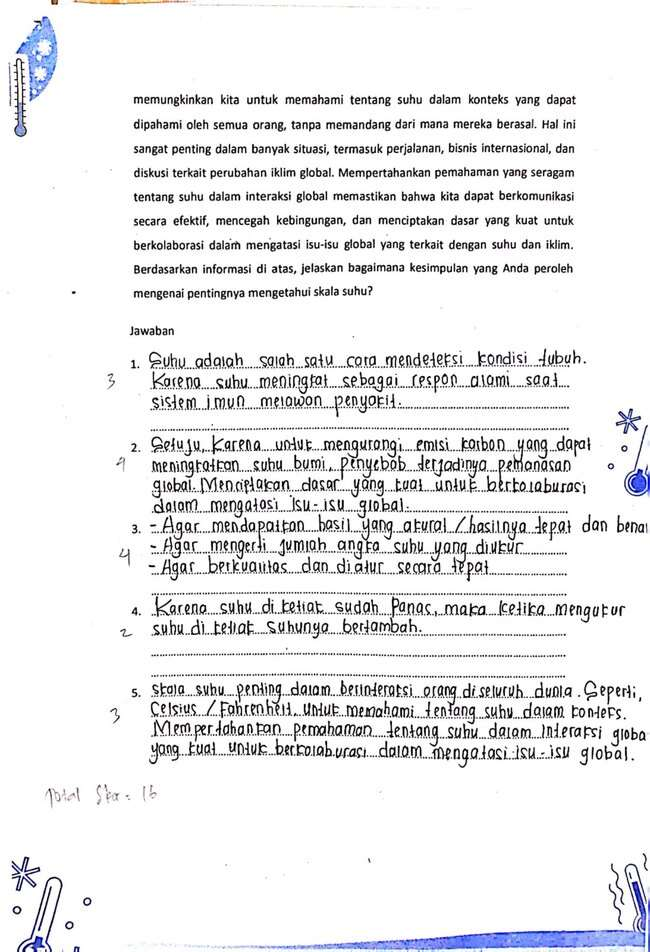 memungkinkan kita untuk memahami tentang suhu dalam konteks yang dapat
dipahami oleh semua orang, tanpa memandang dari mana mereka berasal. Hal ini
sangat penting dalam banyak situasi, termasuk perjalanan, bisnis internasional, dan
diskusi terkait perubahan iklim global. Mempertahankan pemahaman yang seragam
tentang suhu dalam interaksi global memastikan bahwa kita dapat berkomunikasi
secara efektif, mencegah kebingungan, dan menciptakan dasar yang kuat untuk
berkolaborasi dalam mengatasi isu-isu global yang terkait dengan suhu dan iklim.
Berdasarkan informasi di atas, jelaskan bagaimana kesimpulan yang Anda peroleh
mengenai pentingnya mengetahui skala suhu?
Jawaban
1. Suhu adalah salah satu cara mendeteksi kondisi tubuh.
3 Karena suhu meningkat sebagai respon alami saat
sistem imun melawan penyakit.
2. Setuju, Karena untuk mengurangi emisi karbon yang dapat
4 meningkatkan suhu bumi, penyebab terjadinya pemanasan
global. Menciptakan dasar yang kuat untuk berkolaburasi
dalam mengatasi isu-isu global.
3. - Agar mendapatkan hasil yang akural / hasilnya tepat dan benar
4 - Agar mengerti jumlah angka suhu yang diukur
- Agar berkualitas dan diatur secara tepat
4. Karena suhu di ketiak sudah Panas, maka ketika mengukur
2 suhu di ketiak suhunya bertambah.
5. Skala suhu penting dalam berinteraksi orang di seluruh dunia. Seperti,
3 Celsius / Fahrenheit. Untuk memahami tentang suhu dalam konteks.
Mempertahankan pemahaman tentang suhu dalam interaksi globa
yang kuat untuk berkolaburasi dalam mengatasi isu-isu global.
Total Skor = 16